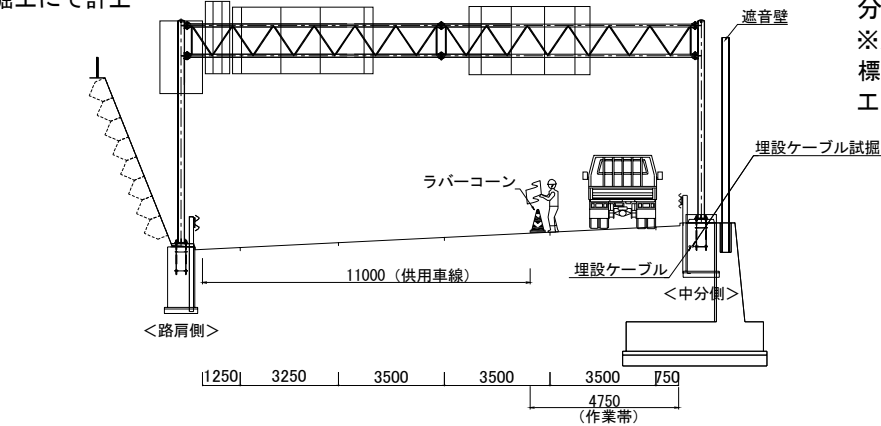 掘工にて計上
分
※
標
工
遮音壁
埋設ケーブル試掘
ラバーコーン
埋設ケーブル
11000（供用車線）
＜中分側＞
＜路肩側＞
1250 3250 3500 3500 3500 750
4750
（作業帯）